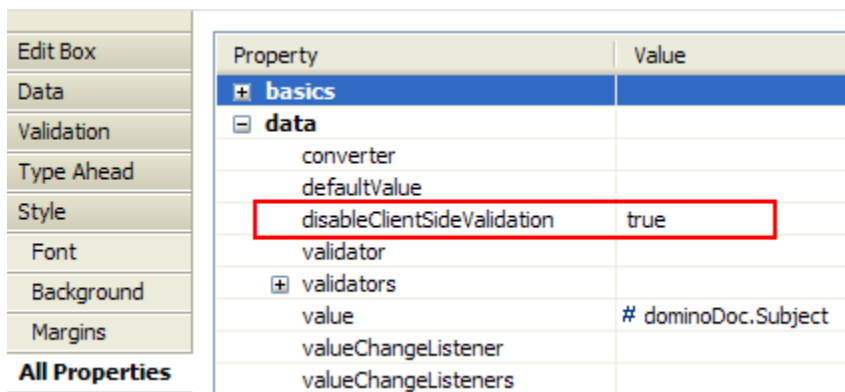 Edit Box
Data
Validation
Type Ahead
Style
Font
Background
Margins
All Properties
Property Value
basics
data
converter
defaultValue
disableClientSideValidation true
validator
validators
value # dominoDoc.Subject
valueChangeListener
valueChangeListeners